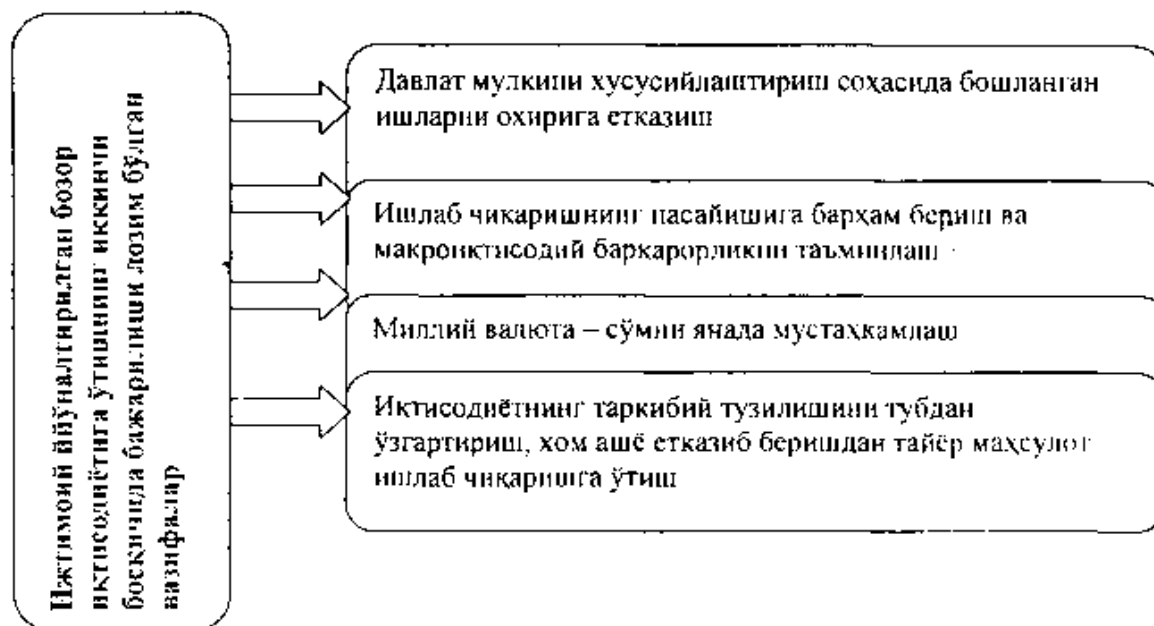 Ижтимоий йўналтирилган бозор
иқтисодиётига ўтишнинг иккинчи
босқичида бажарилиши лозим бўлган
вазифалар
Давлат мулкини хусусийлаштириш соҳасида бошланган
ишларни охирига етказиш
Ишлаб чиқаришнинг пасайишига барҳам бериш ва
макроиқтисодий барқарорликни таъминлаш
Миллий валюта – сўмни янада мустаҳкамлаш
Иқтисодиётнинг таркибий тузилишини тубдан
ўзгартириш, хом ашё етказиб беришдан тайёр маҳсулот
ишлаб чиқаришга ўтиш